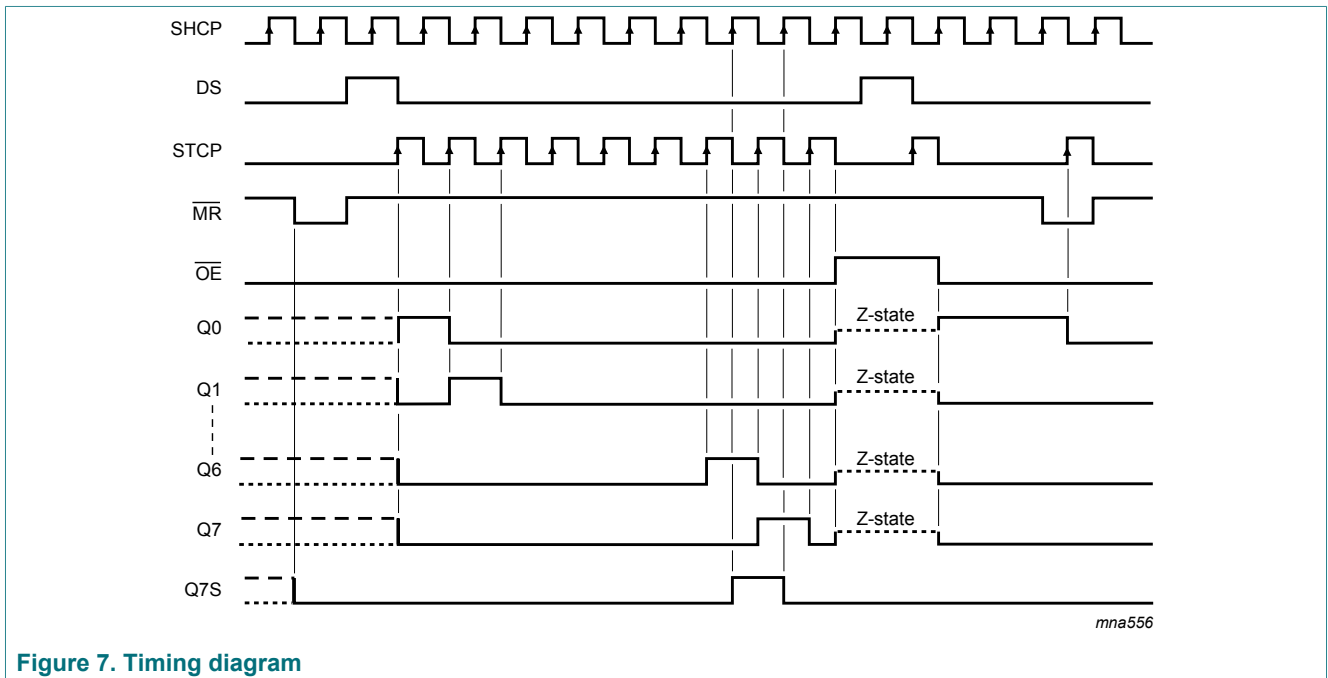 SHCP
DS
STCP
MR
OE
Q0
Z-state
Q1
Z-state
Q6
Z-state
Q7
Z-state
Q7S
mna556
Figure 7. Timing diagram